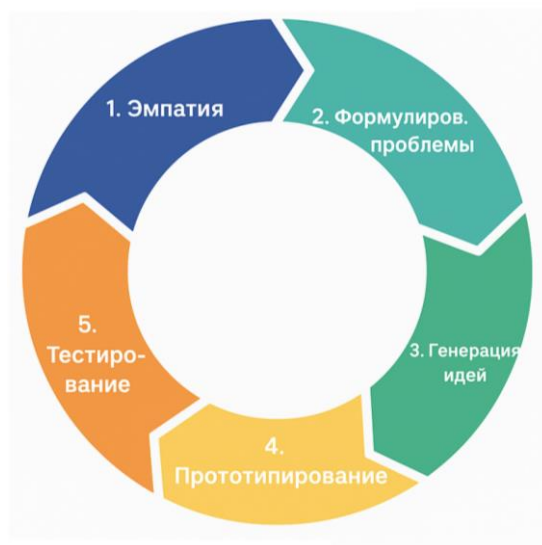 1. Эмпатия
2. Формулиров.
проблемы
3. Генерация
идей
4.
Прототипирование
5.
Тестиро-
вание